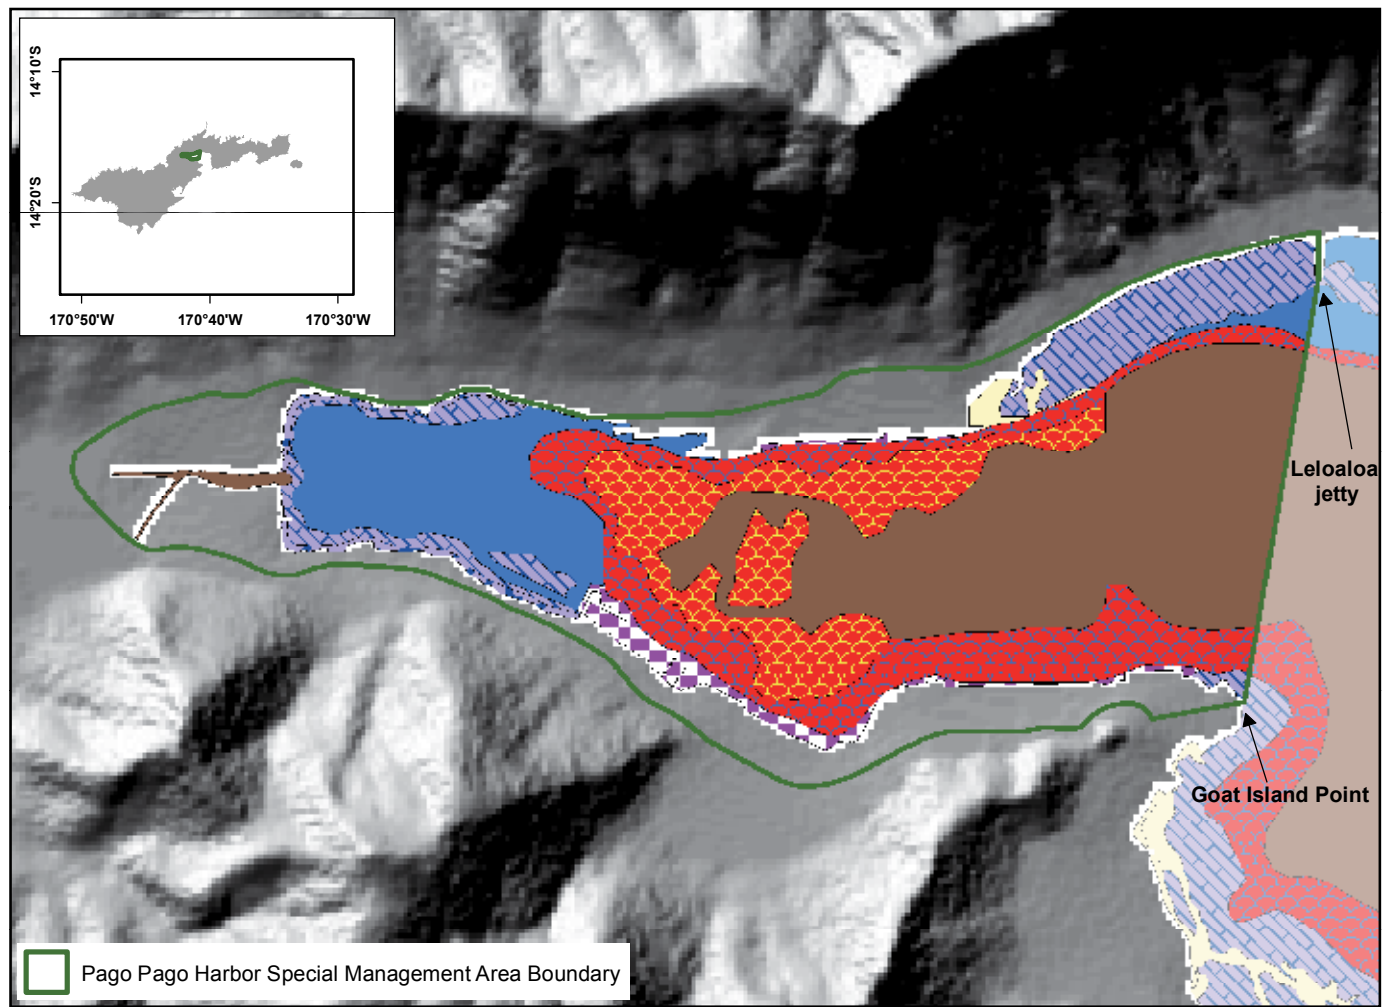 14°10'S
14°20'S
170°50'W 170°40'W 170°30'W
Leloaloa
jetty
Goat Island Point
Pago Pago Harbor Special Management Area Boundary